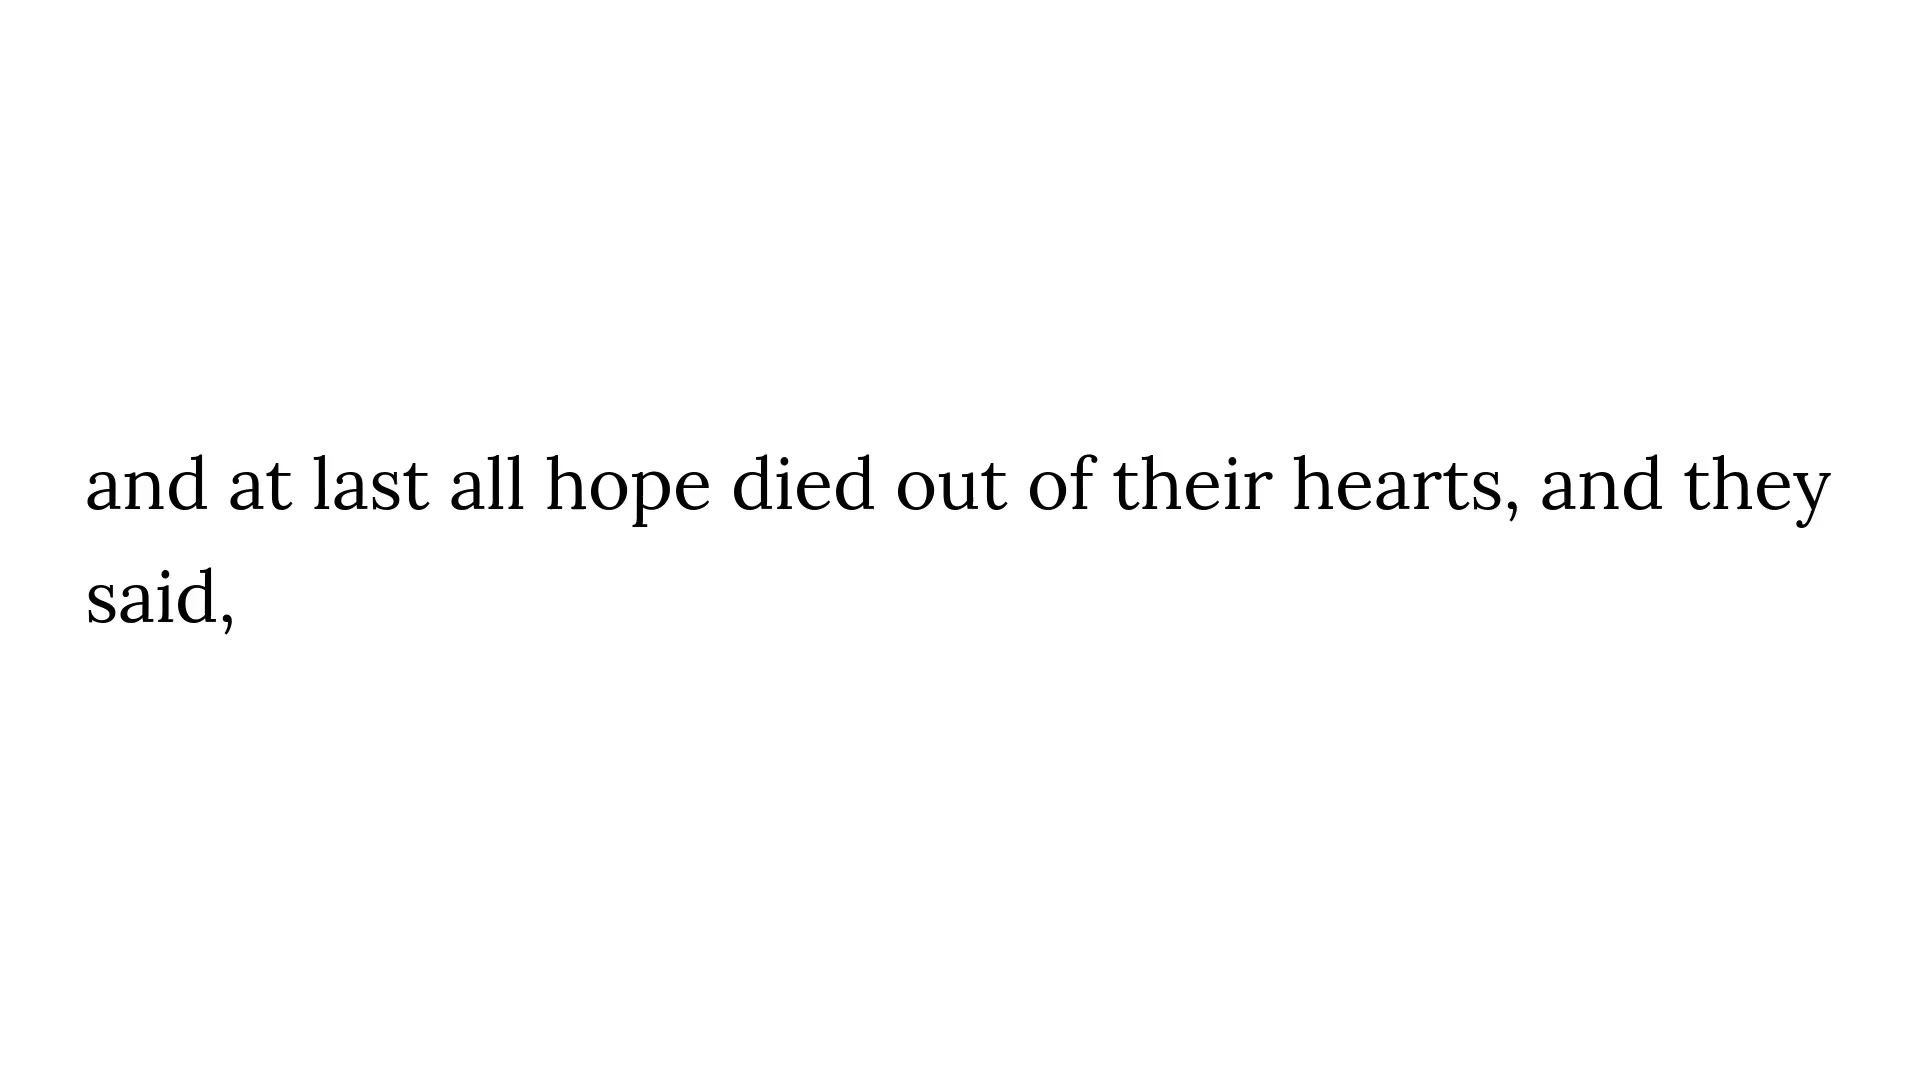 and at last all hope died out of their hearts, and they
said,